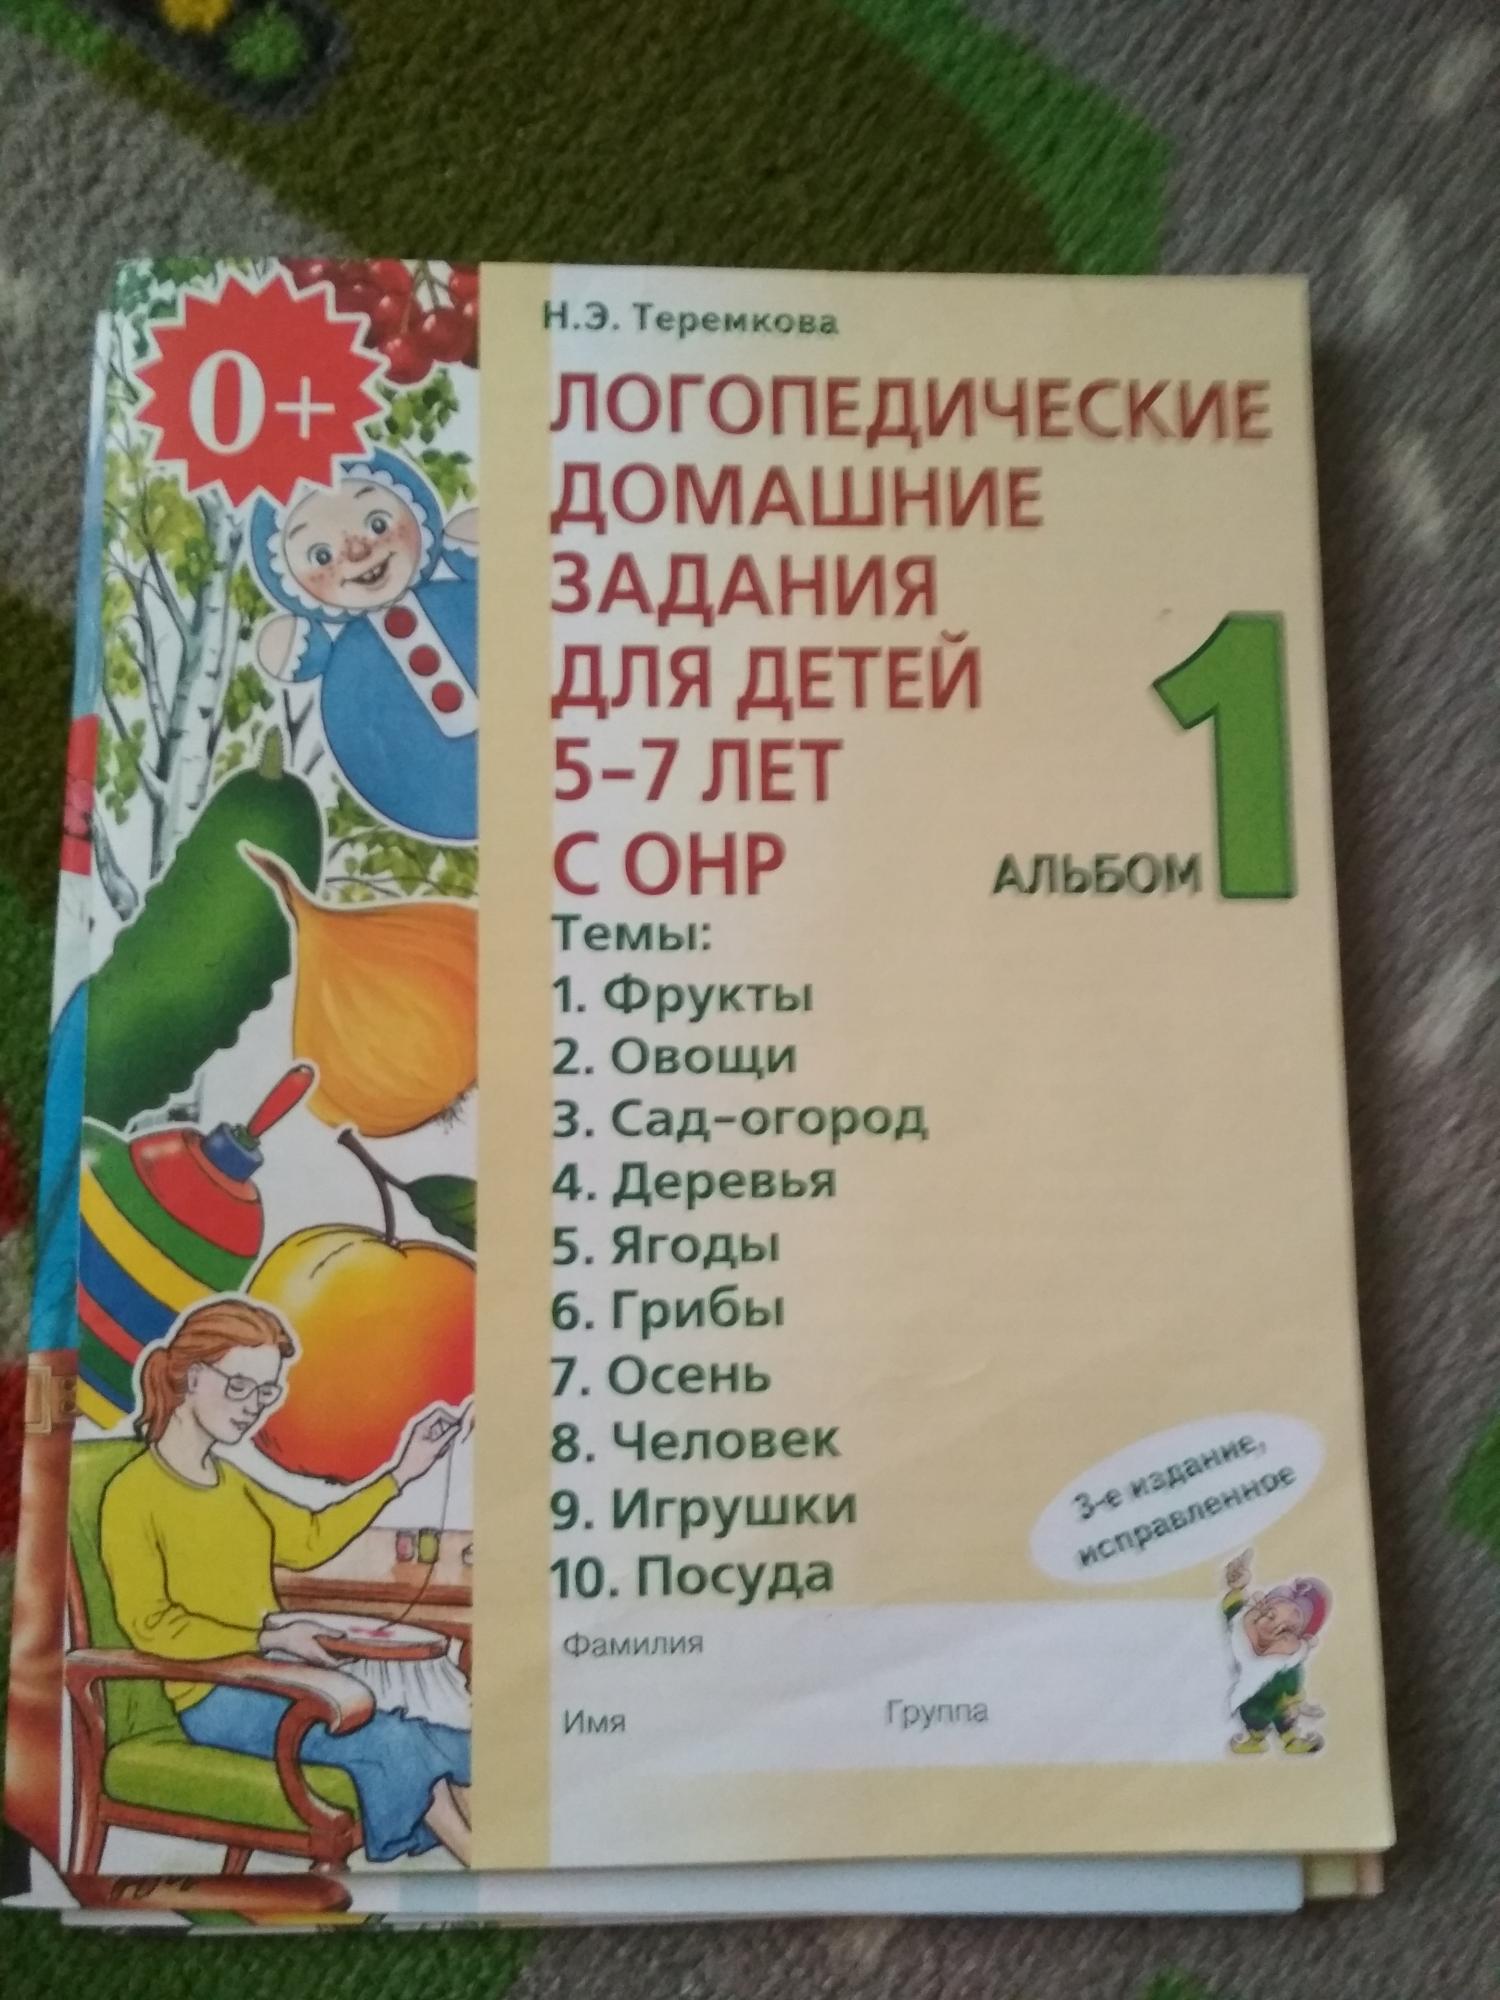 0+
Н.Э. Теремкова
ЛОГОПЕДИЧЕСКИЕ
ДОМАШНИЕ
ЗАДАНИЯ
ДЛЯ ДЕТЕЙ
5–7 ЛЕТ
С ОНР
АЛЬБОМ 1
Темы:
1. Фрукты
2. Овощи
3. Сад–огород
4. Деревья
5. Ягоды
6. Грибы
7. Осень
8. Человек
9. Игрушки
10. Посуда
3-е издание,
исправленное
Фамилия
Имя Группа